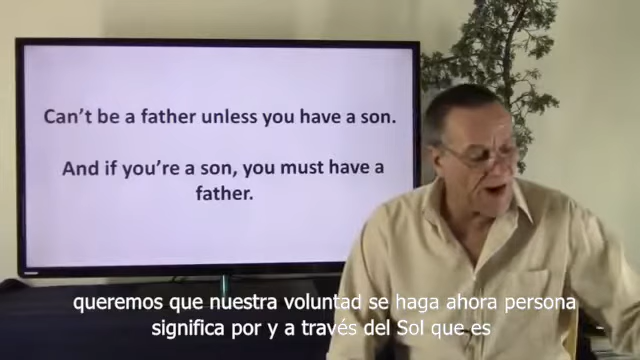 Can't be a father unless you have a son.
And if you're a son, you must have a
father.
queremos que nuestra voluntad se haga ahora persona
significa por y a través del Sol que es